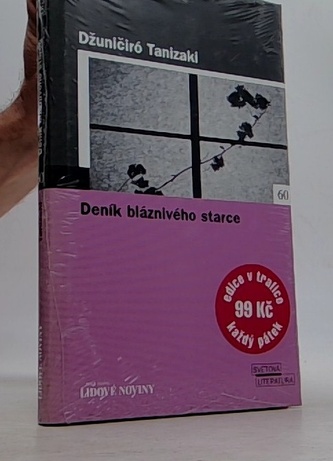 Džuničiró Tanizaki
60
Deník bláznivého starce
edice v trafice
99 Kč
každý pátek
SVĚTOVÁ
LITERATURA
LIDOVÉ NOVINY